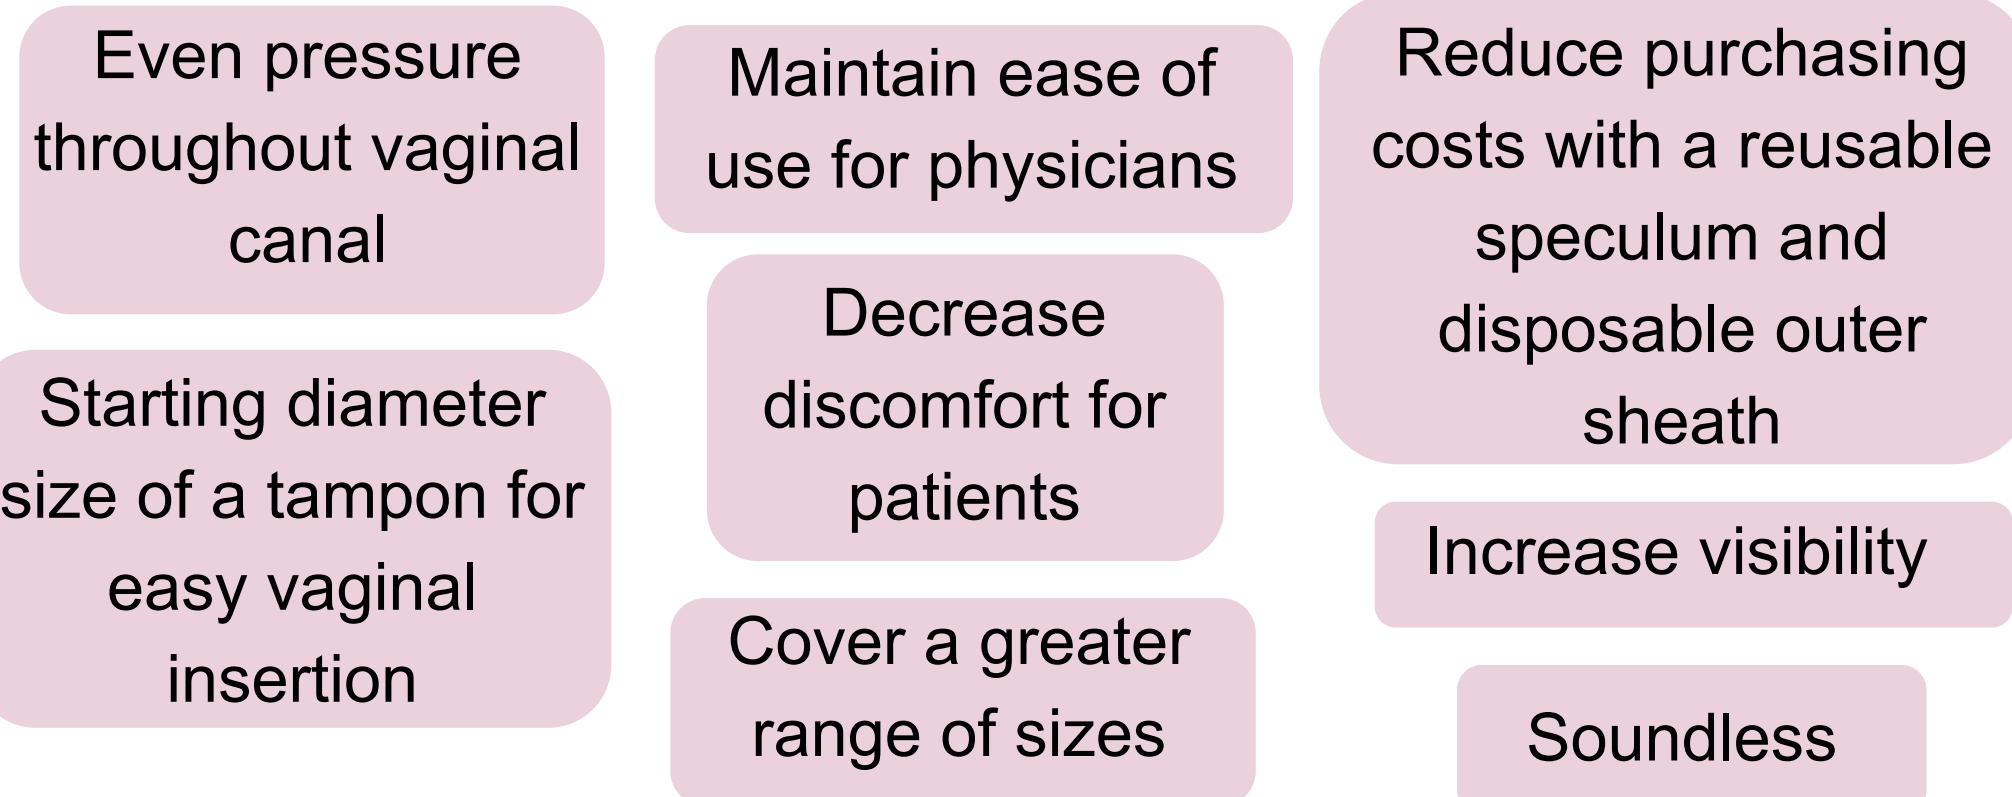 Even pressure
throughout vaginal
canal
Starting diameter
size of a tampon for
easy vaginal
insertion
Maintain ease of
use for physicians
Decrease
discomfort for
patients
Cover a greater
range of sizes
Reduce purchasing
costs with a reusable
speculum and
disposable outer
sheath
Increase visibility
Soundless